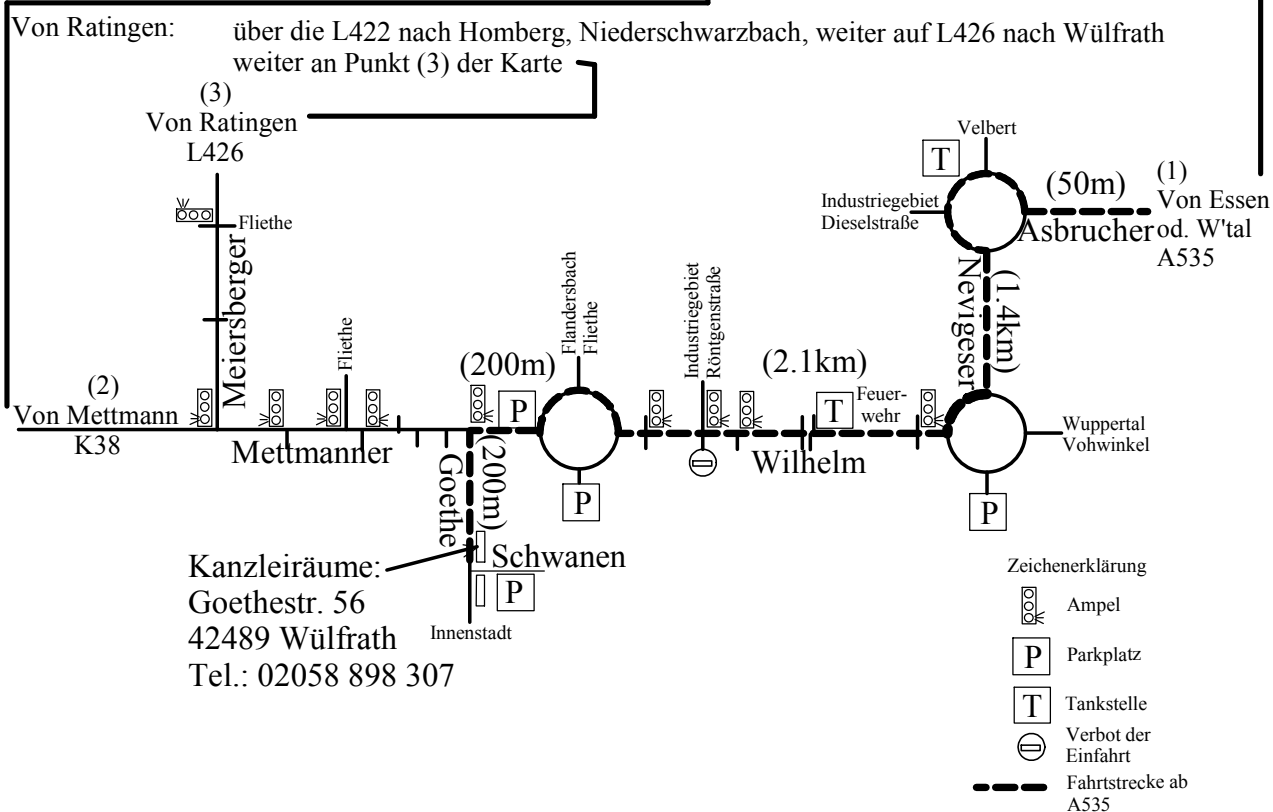 Von Ratingen: über die L422 nach Homberg, Niederschwarzbach, weiter auf L426 nach Wülfrath
weiter an Punkt (3) der Karte
(3)
Von Ratingen
L426
Fliethe
Meiersberger
(2)
Von Mettmann
K38
Mettmanner
Fliethe
(200m)
P
Flandersbach
Fliethe
P
Goethe
(200m)
Schwanen
P
Innenstadt
Kanzleiräume:
Goethestr. 56
42489 Wülfrath
Tel.: 02058 898 307
Industriegebiet
Röntgenstraße
(2.1km)
Wilhelm
T
Feuer-
wehr
Velbert
T
Industriegebiet
Dieselstraße
(50m)
Asbrucher
(1)
Von Essen
od. W'tal
A535
Nevigeser
(1.4km)
Wuppertal
Vohwinkel
P
Zeichenerklärung
Ampel
P Parkplatz
T Tankstelle
Verbot der
Einfahrt
Fahrtstrecke ab
A535